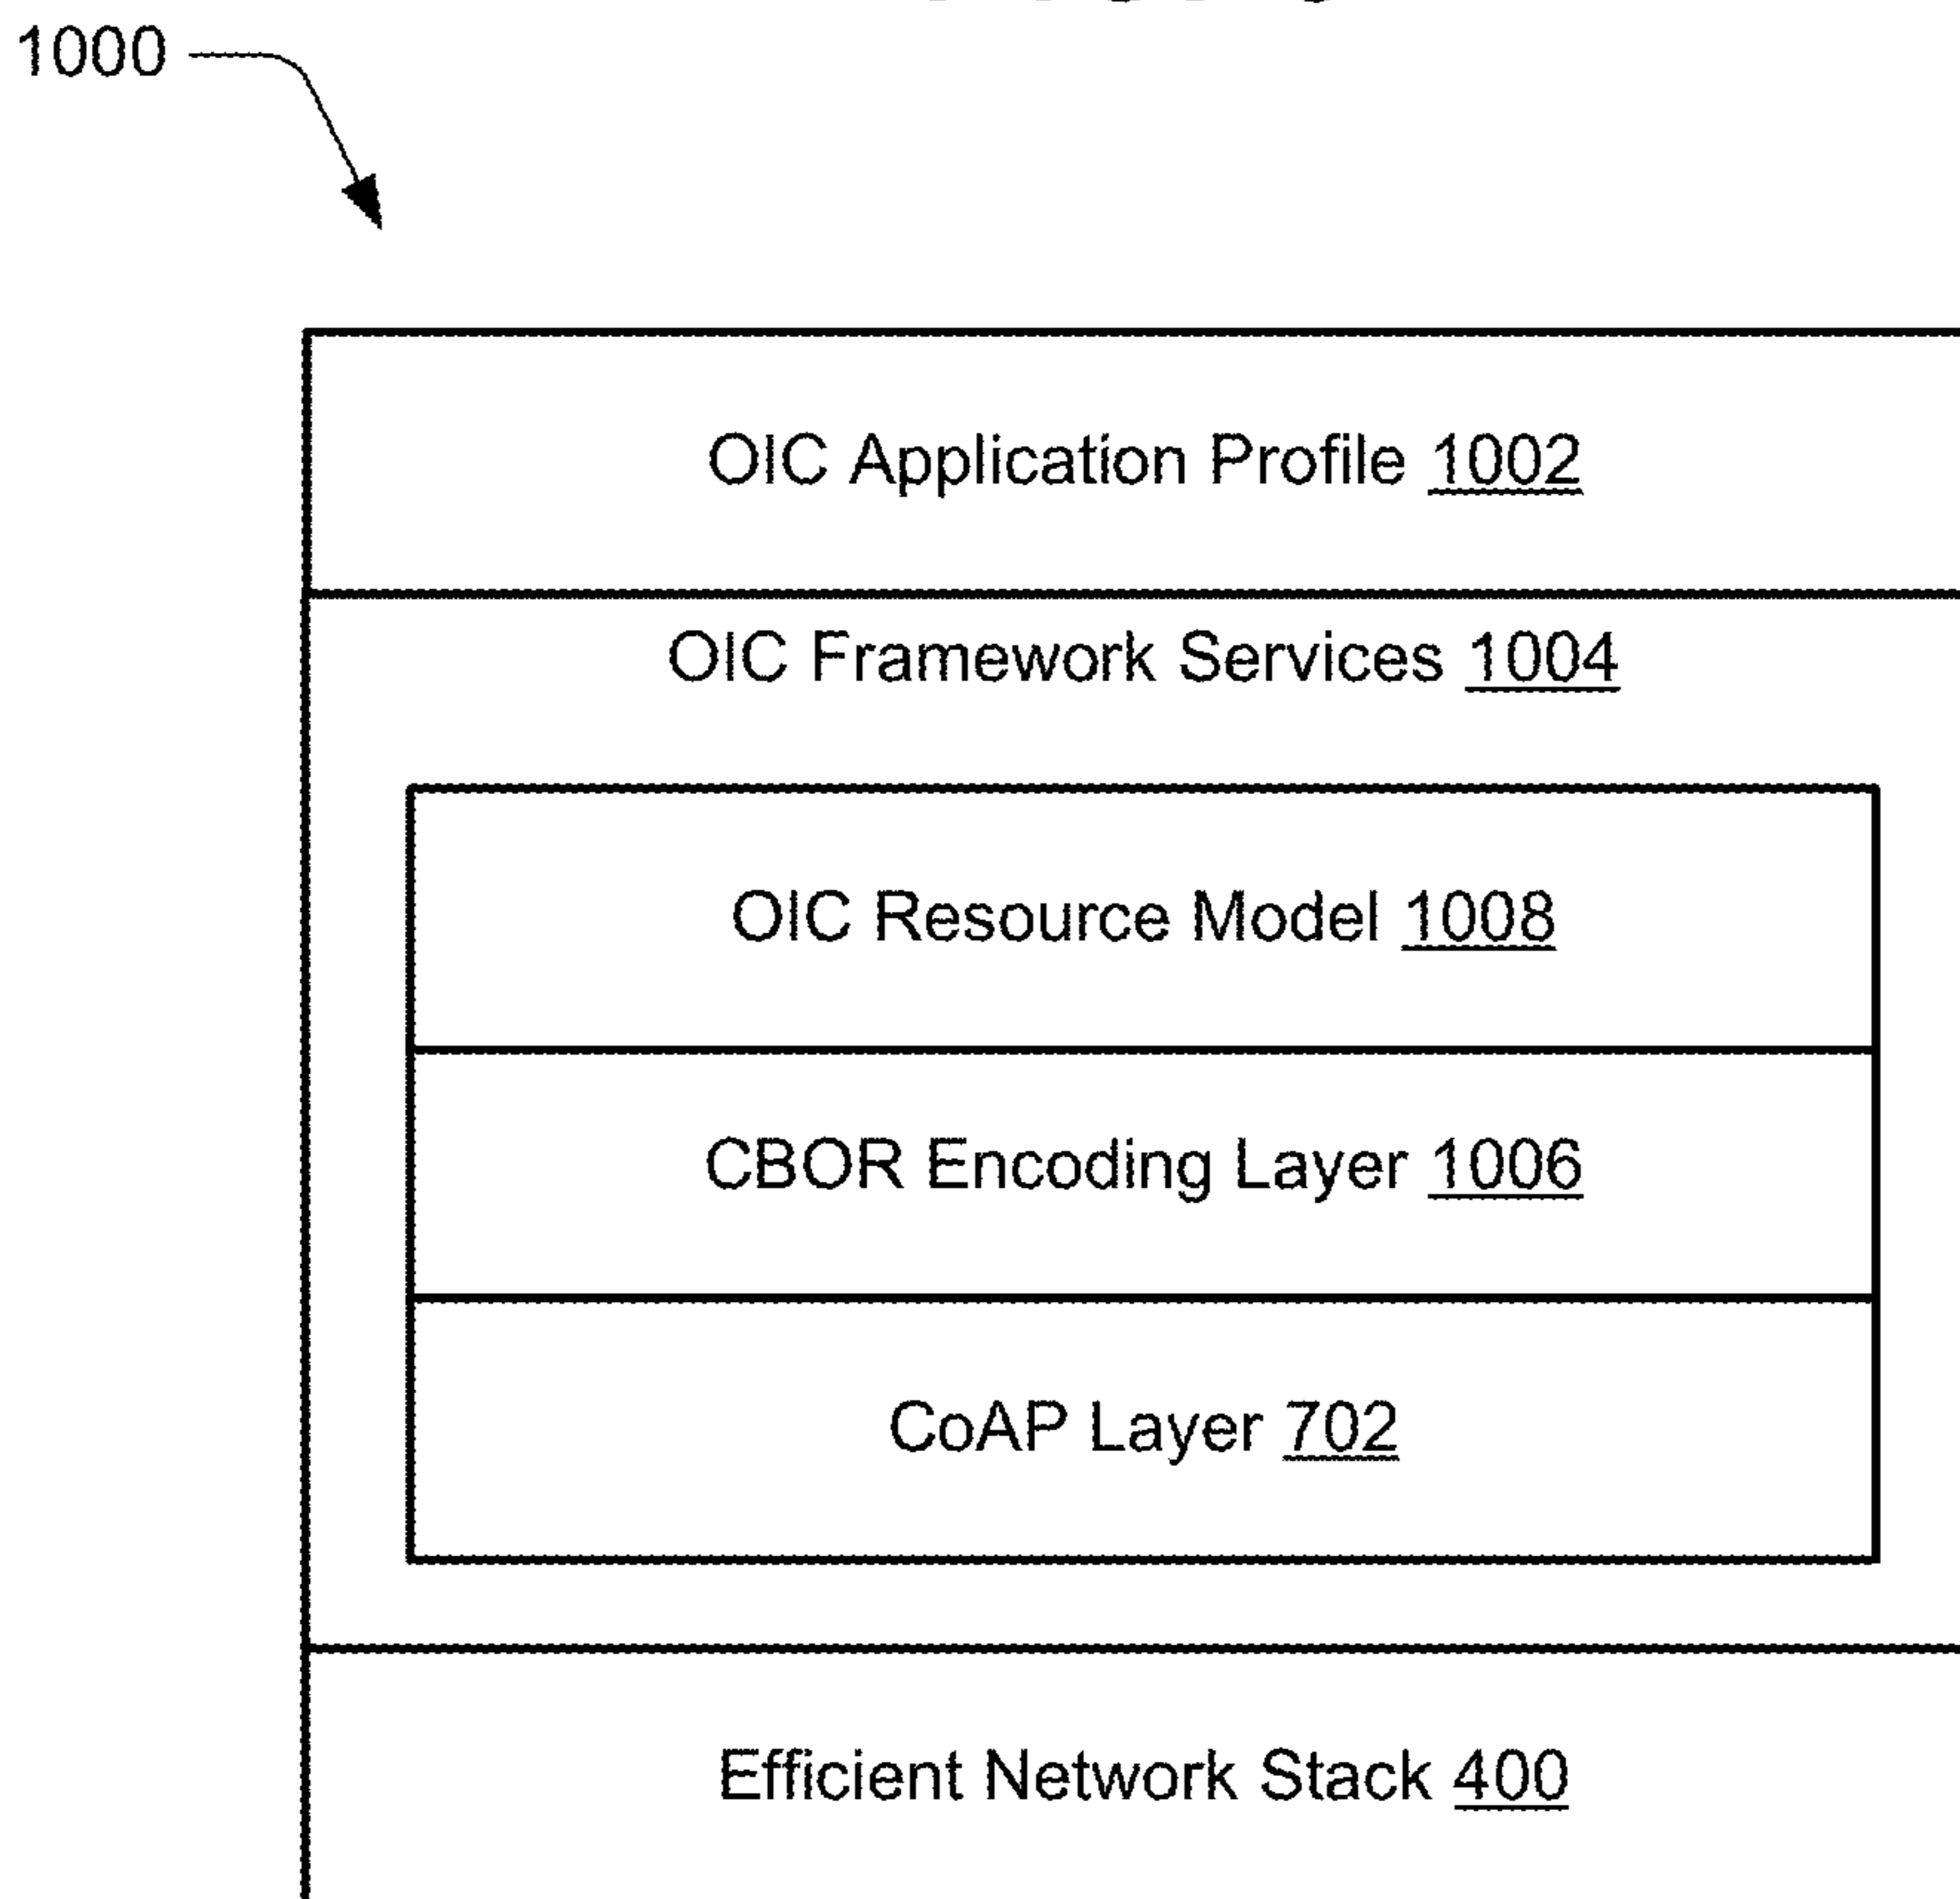 1000
OIC Application Profile 1002
OIC Framework Services 1004
OIC Resource Model 1008
CBOR Encoding Layer 1006
CoAP Layer 702
Efficient Network Stack 400